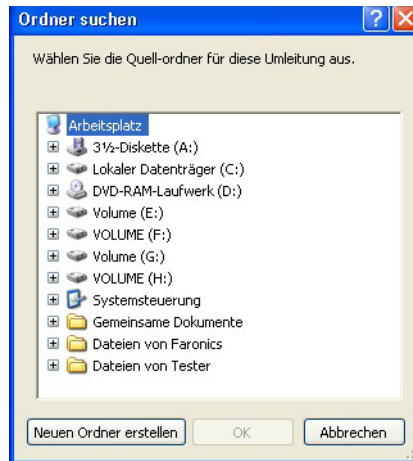 Ordner suchen
Wählen Sie die Quell-ordner für diese Umleitung aus.
Arbeitsplatz
3½-Diskette (A:)
Lokaler Datenträger (C:)
DVD-RAM-Laufwerk (D:)
Volume (E:)
VOLUME (F:)
Volume (G:)
VOLUME (H:)
Systemsteuerung
Gemeinsame Dokumente
Dateien von Faronics
Dateien von Tester
Neuen Ordner erstellen OK Abbrechen